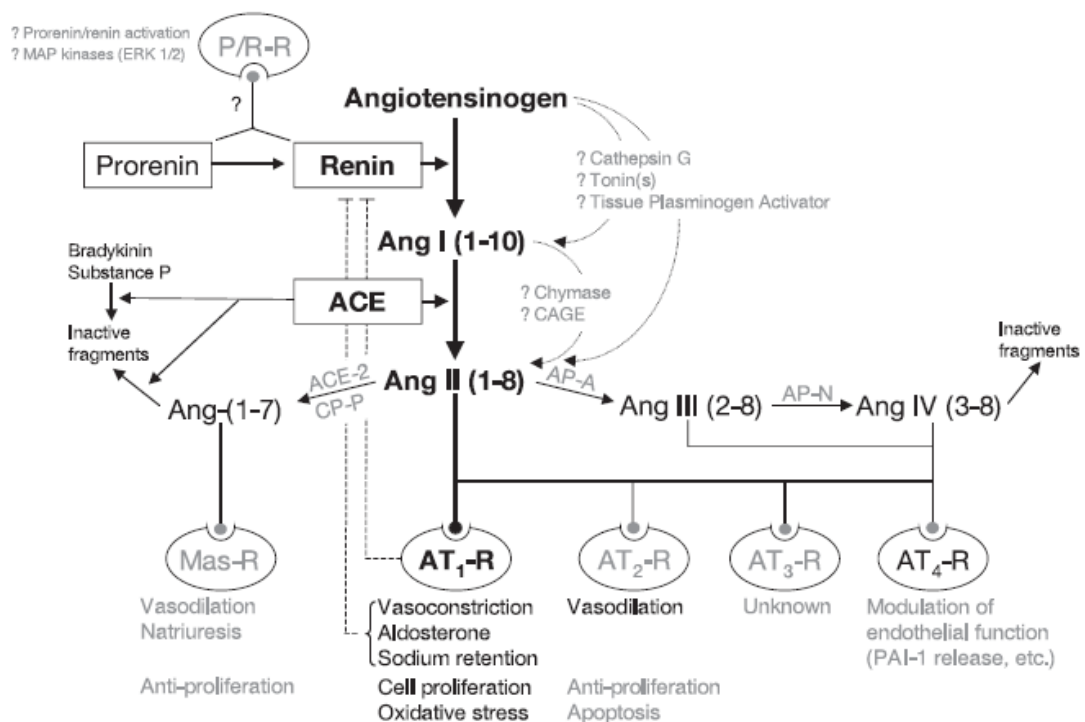 ? Prorenin/renin activation
? MAP kinases (ERK 1/2)
P/R-R
?
Angiotensinogen
Prorenin
Renin
? Cathepsin G
? Tonin(s)
? Tissue Plasminogen Activator
Ang I (1-10)
Bradykinin
Substance P
ACE
? Chymase
? CAGE
Inactive
fragments
Inactive
fragments
ACE-2
CP-P
Ang-(1-7)
Ang II (1-8)
AP-A
Ang III (2-8)
AP-N
Ang IV (3-8)
Mas-R
AT1-R
AT2-R
AT3-R
AT4-R
Vasodilation
Natriuresis
Anti-proliferation
Vasoconstriction
Aldosterone
Sodium retention
Cell proliferation
Oxidative stress
Vasodilation
Anti-proliferation
Apoptosis
Unknown
Modulation of
endothelial function
(PAI-1 release, etc.)